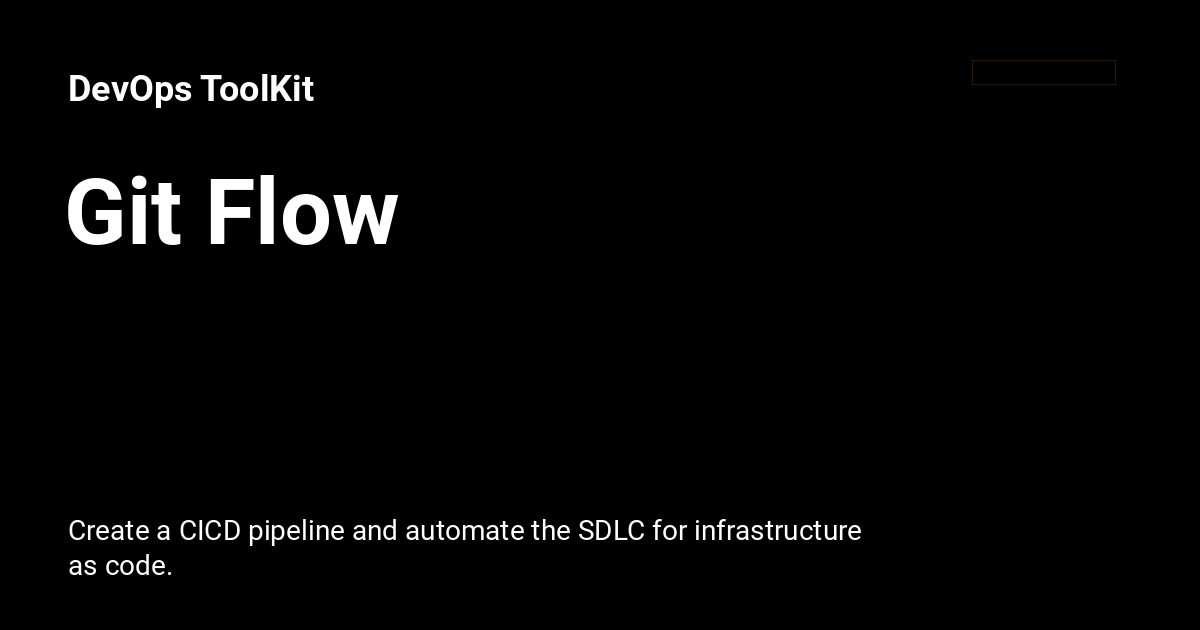 DevOps ToolKit
Git Flow
Create a CICD pipeline and automate the SDLC for infrastructure
as code.